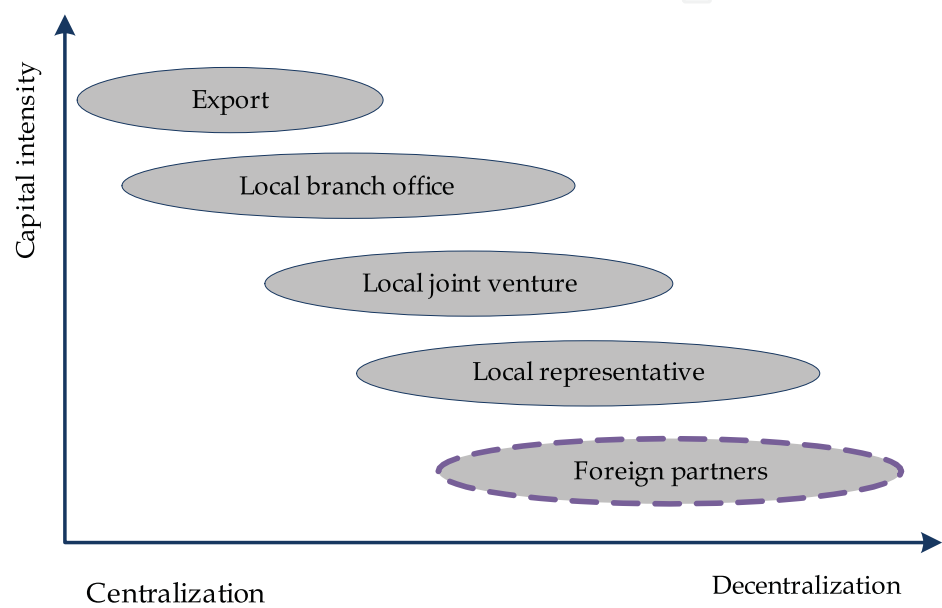 Capital intensity
Export
Local branch office
Local joint venture
Local representative
Foreign partners
Centralization
Decentralization